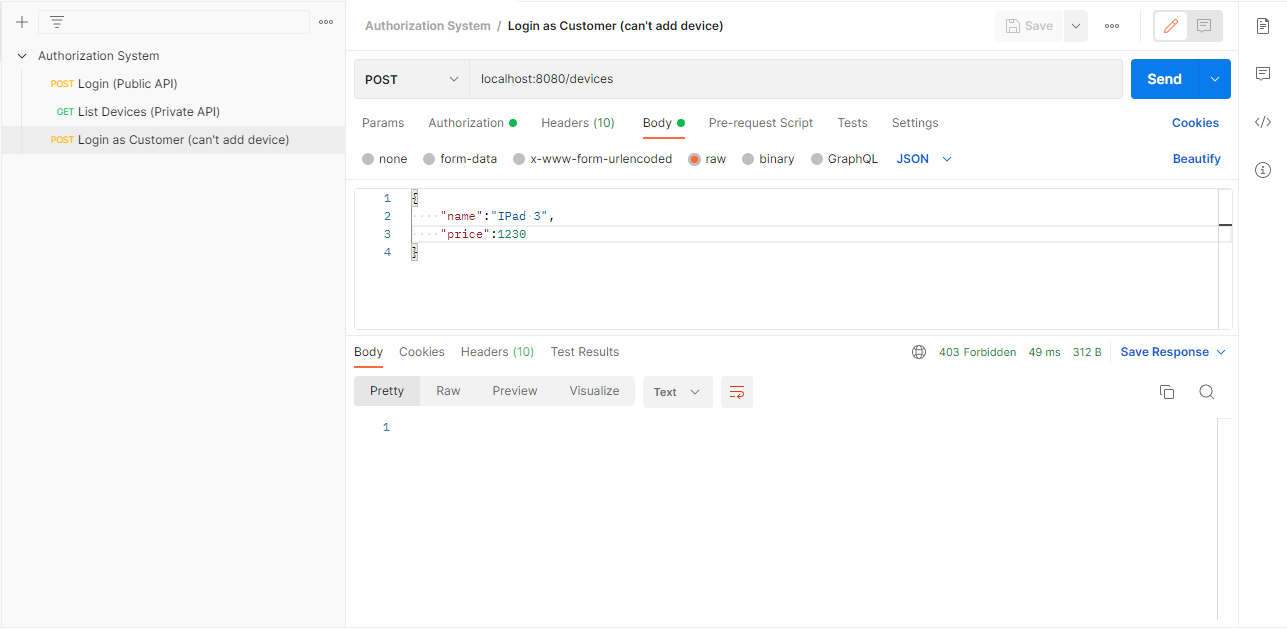 Authorization System
POST Login (Public API)
GET List Devices (Private API)
POST Login as Customer (can't add device)
Authorization System / Login as Customer (can't add device)
Save
POST localhost:8080/devices Send
Params Authorization Headers (10) Body Pre-request Script Tests Settings Cookies
none form-data x-www-form-urlencoded raw binary GraphQL JSON Beautify
1 {
2 ····"name":"IPad·3",
3 ····"price":1230
4 }
Body Cookies Headers (10) Test Results 403 Forbidden 49 ms 312 B Save Response
Pretty Raw Preview Visualize Text
1